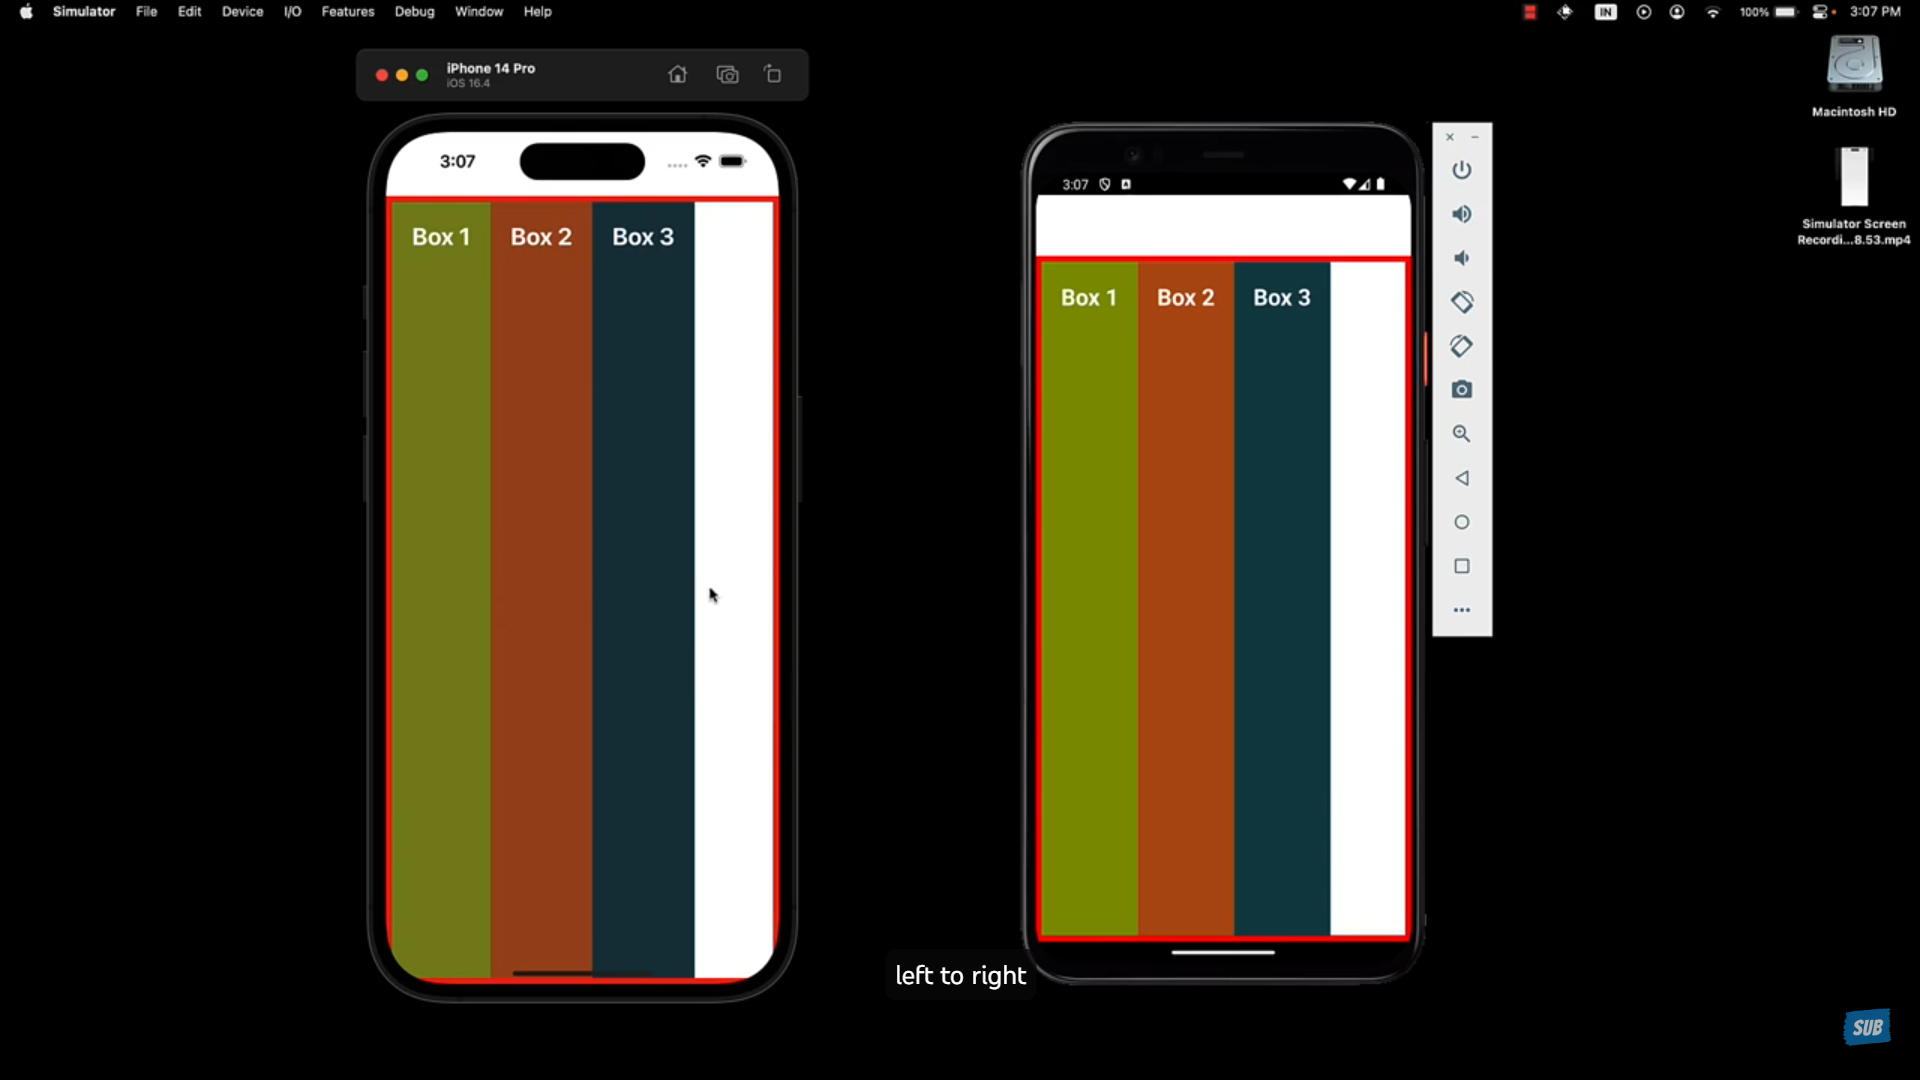 Simulator File Edit Device I/O Features Debug Window Help
IN 100% 3:07 PM
iPhone 14 Pro
iOS 16.4
Macintosh HD
Simulator Screen
Recordi...8.53.mp4
3:07
Box 1 Box 2 Box 3
3:07
Box 1 Box 2 Box 3
left to right
SUB